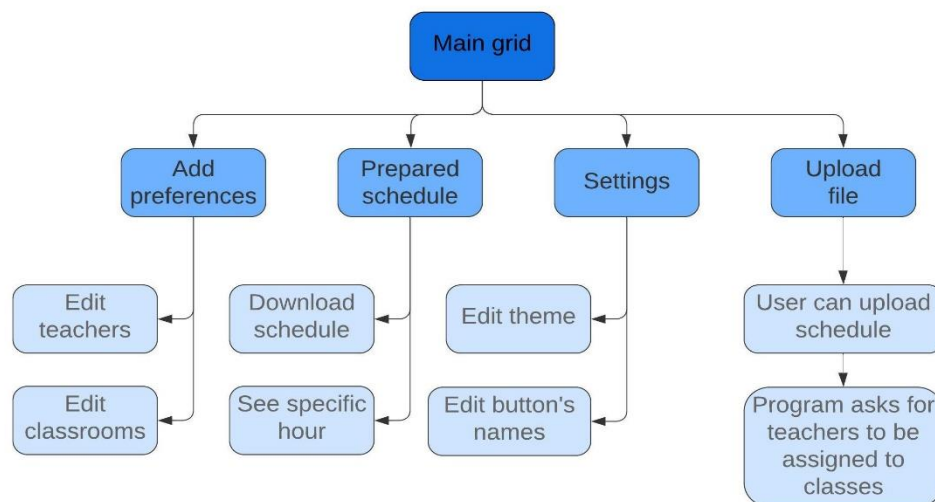 Main grid
Add
preferences
Prepared
schedule
Settings
Upload
file
Edit
teachers
Download
schedule
Edit theme
User can upload
schedule
Edit
classrooms
See specific
hour
Edit button's
names
Program asks for
teachers to be
assigned to
classes